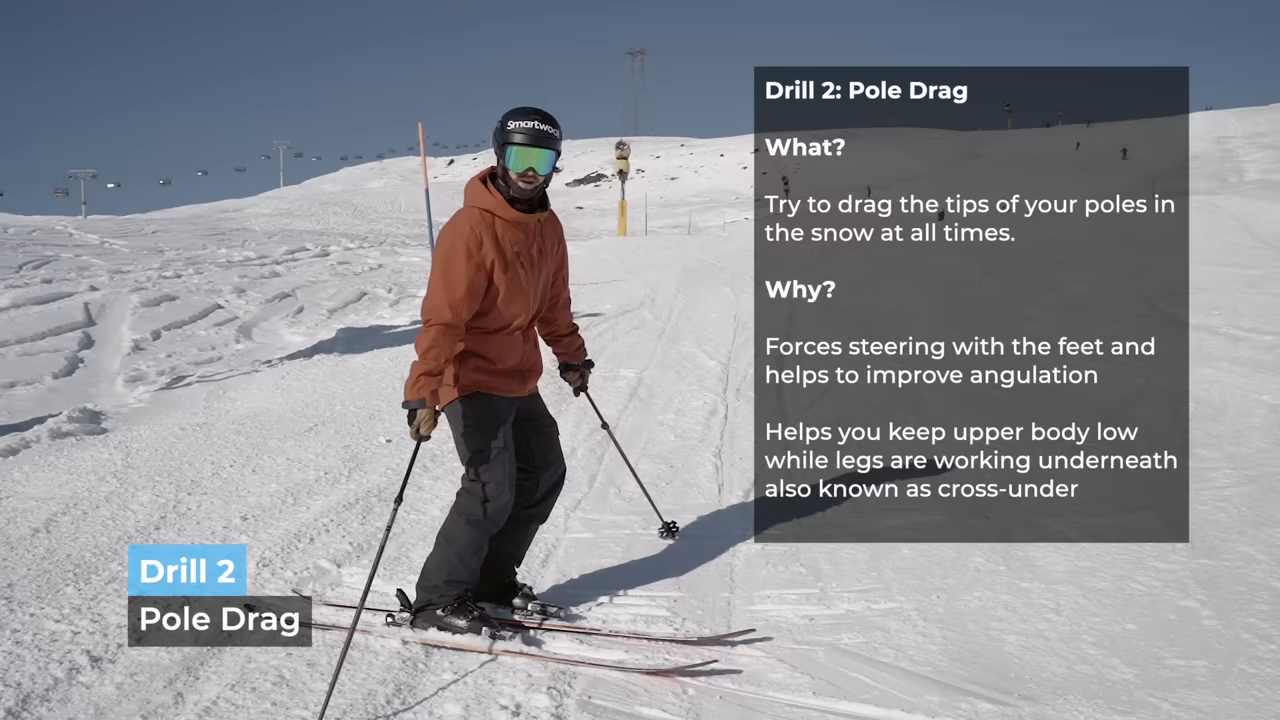 Smartwool
Drill 2: Pole Drag
What?
Try to drag the tips of your poles in
the snow at all times.
Why?
Forces steering with the feet and
helps to improve angulation
Helps you keep upper body low
while legs are working underneath
also known as cross-under
Drill 2
Pole Drag